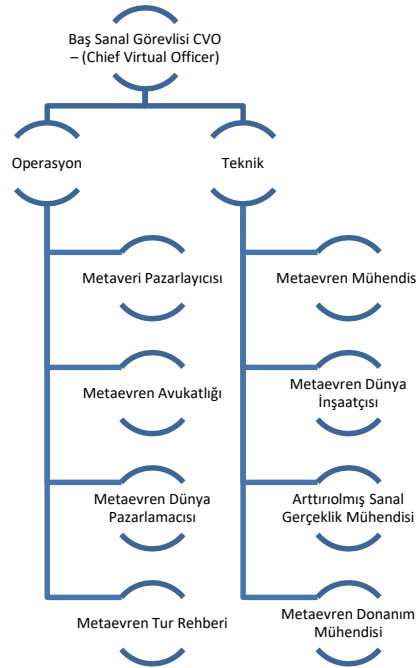 Baş Sanal Görevlisi CVO
– (Chief Virtual Officer)
Operasyon
Teknik
Metaveri Pazarlayıcısı
Metaevren Avukatlığı
Metaevren Dünya
Pazarlamacısı
Metaevren Tur Rehberi
Metaevren Mühendis
Metaevren Dünya
İnşaatçısı
Arttırıolmış Sanal
Gerçeklik Mühendisi
Metaevren Donanım
Mühendisi